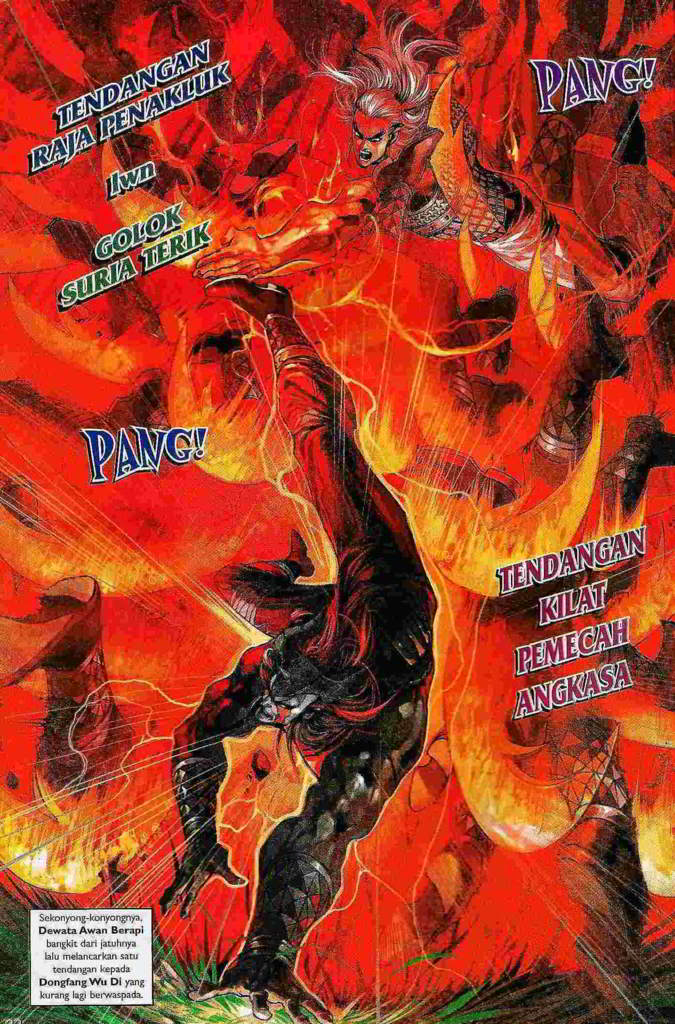 TENDANGAN
RAJA PENAKLUK
lwn
GOLOK
SURIA TERIK
PANG!
PANG!
TENDANGAN
KILAT
PEMECAH
ANGKASA
Sekonyong-konyongnya,
Dewata Awan Berapi
bangkit dari jatuhnya
lalu melancarkan satu
tendangan kepada
Dongfang Wu Di yang
kurang lagi berwaspada.